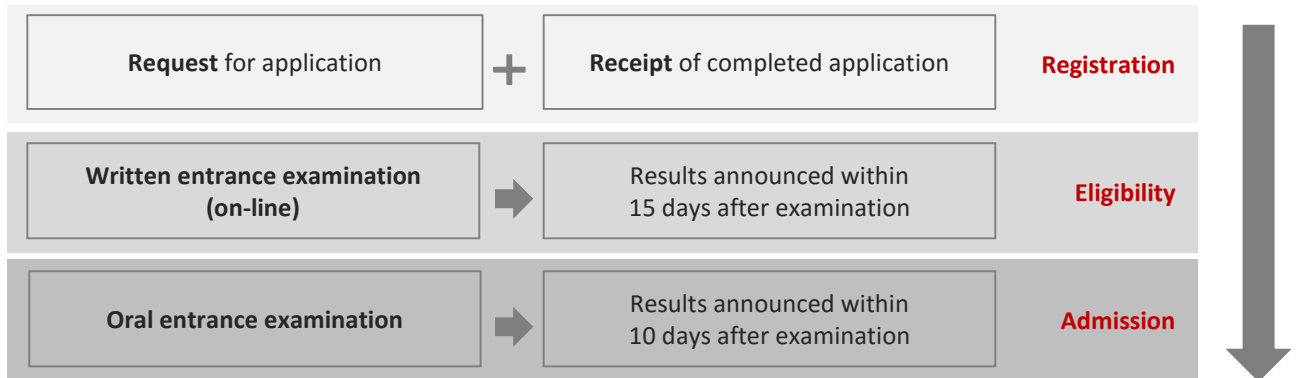 Request for application
+
Receipt of completed application
Registration
Written entrance examination
(on-line)
Results announced within
15 days after examination
Eligibility
Oral entrance examination
Results announced within
10 days after examination
Admission